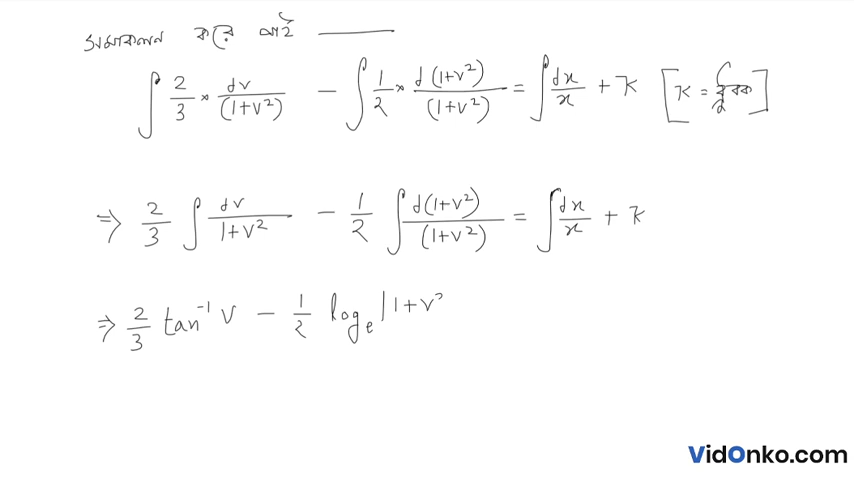 সমাকলন করে পাই
∫ 2/3 × dv/(1+v²) − ∫ 1/2 × d(1+v²)/(1+v²) = ∫ dx/x + K [K = ধ্রুবক]
⇒ 2/3 ∫ dv/1+v² − 1/2 ∫ d(1+v²)/(1+v²) = ∫ dx/x + K
⇒ 2/3 tan⁻¹ v − 1/2 logₑ |1+v²
VidOnko.com